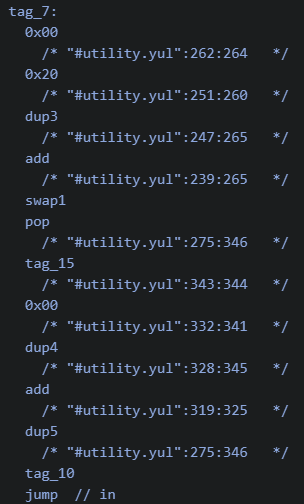 tag_7:
0x00
/* "#utility.yul":262:264   */
0x20
/* "#utility.yul":251:260   */
dup3
/* "#utility.yul":247:265   */
add
/* "#utility.yul":239:265   */
swap1
pop
/* "#utility.yul":275:346   */
tag_15
/* "#utility.yul":343:344   */
0x00
/* "#utility.yul":332:341   */
dup4
/* "#utility.yul":328:345   */
add
/* "#utility.yul":319:325   */
dup5
/* "#utility.yul":275:346   */
tag_10
jump  // in